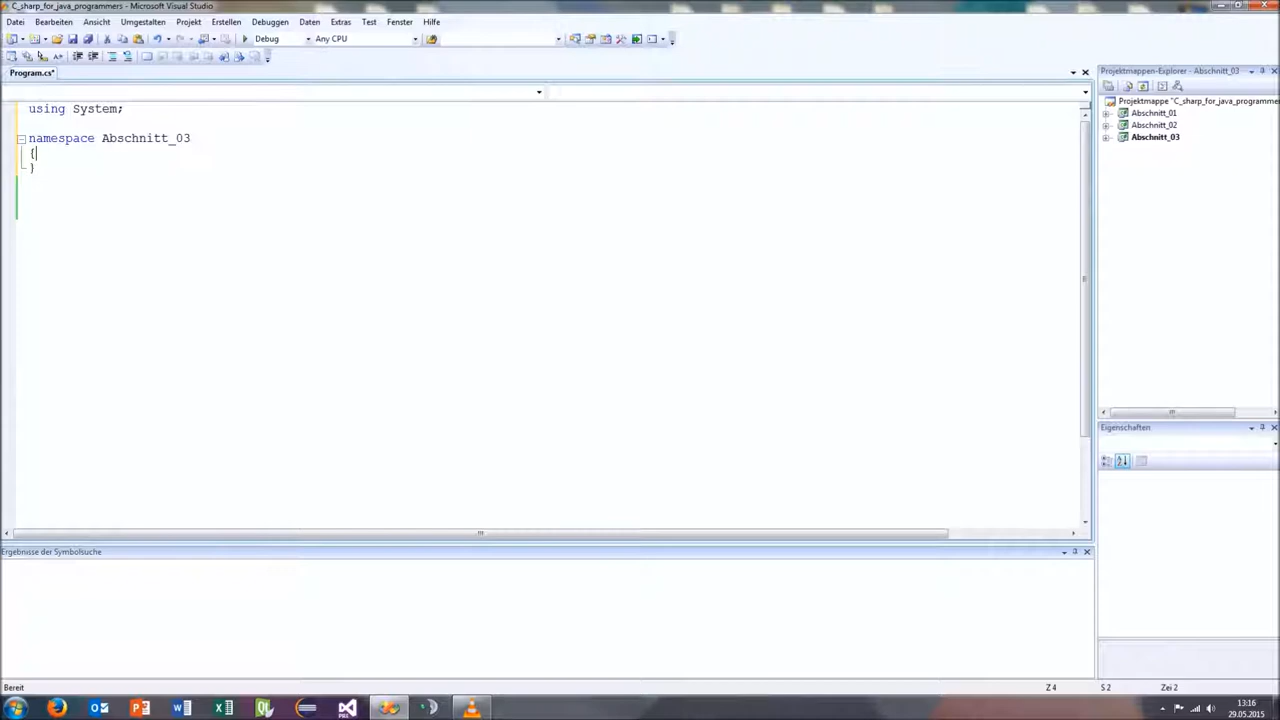 C_sharp_for_java_programmers - Microsoft Visual Studio
Datei Bearbeiten Ansicht Umgestalten Projekt Erstellen Debuggen Daten Extras Test Fenster Hilfe
Debug Any CPU
Program.cs*
using System;
namespace Abschnitt_03
{
}
Projektmappen-Explorer - Abschnitt_03
Projektmappe "C_sharp_for_java_programmers
Abschnitt_01
Abschnitt_02
Abschnitt_03
Eigenschaften
Ergebnisse der Symbolsuche
Bereit Z 4 S 2 Zei 2
13:16
29.05.2015